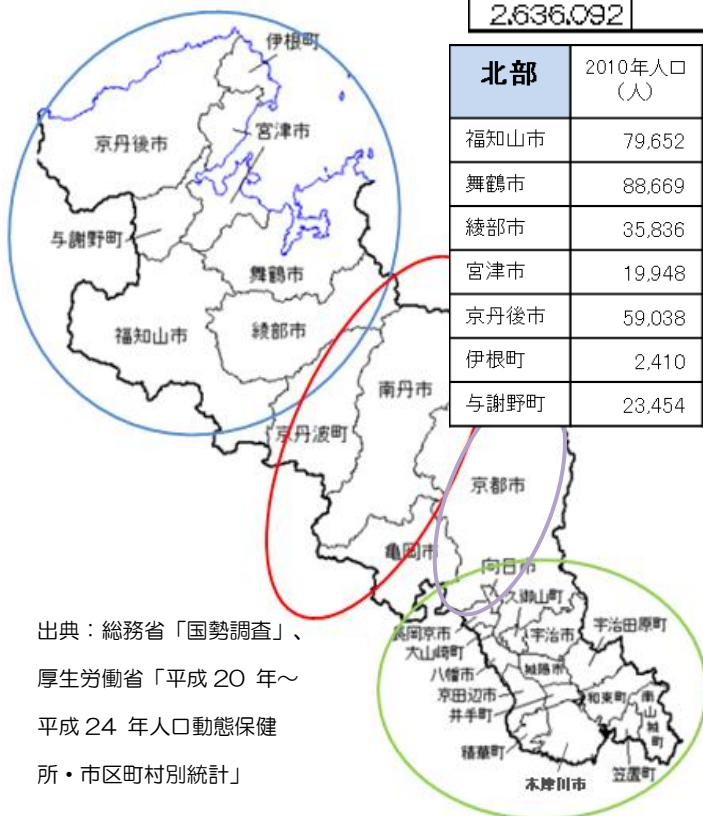 2,636,092
北部 2010年人口(人)
福知山市 79,652
舞鶴市 88,669
綾部市 35,836
宮津市 19,948
京丹後市 59,038
伊根町 2,410
与謝野町 23,454
伊根町
京丹後市
宮津市
与謝野町
舞鶴市
福知山市
綾部市
南丹市
京丹波町
京都市
亀岡市
向日市
久御山町
長岡京市
宇治田原町
大山崎町
宇治市
八幡市
城陽市
京田辺市
和束町
南山城町
井手町
精華町
笠置町
木津川市
出典:総務省「国勢調査」、
厚生労働省「平成 20 年~
平成 24 年人口動態保健
所・市区町村別統計」